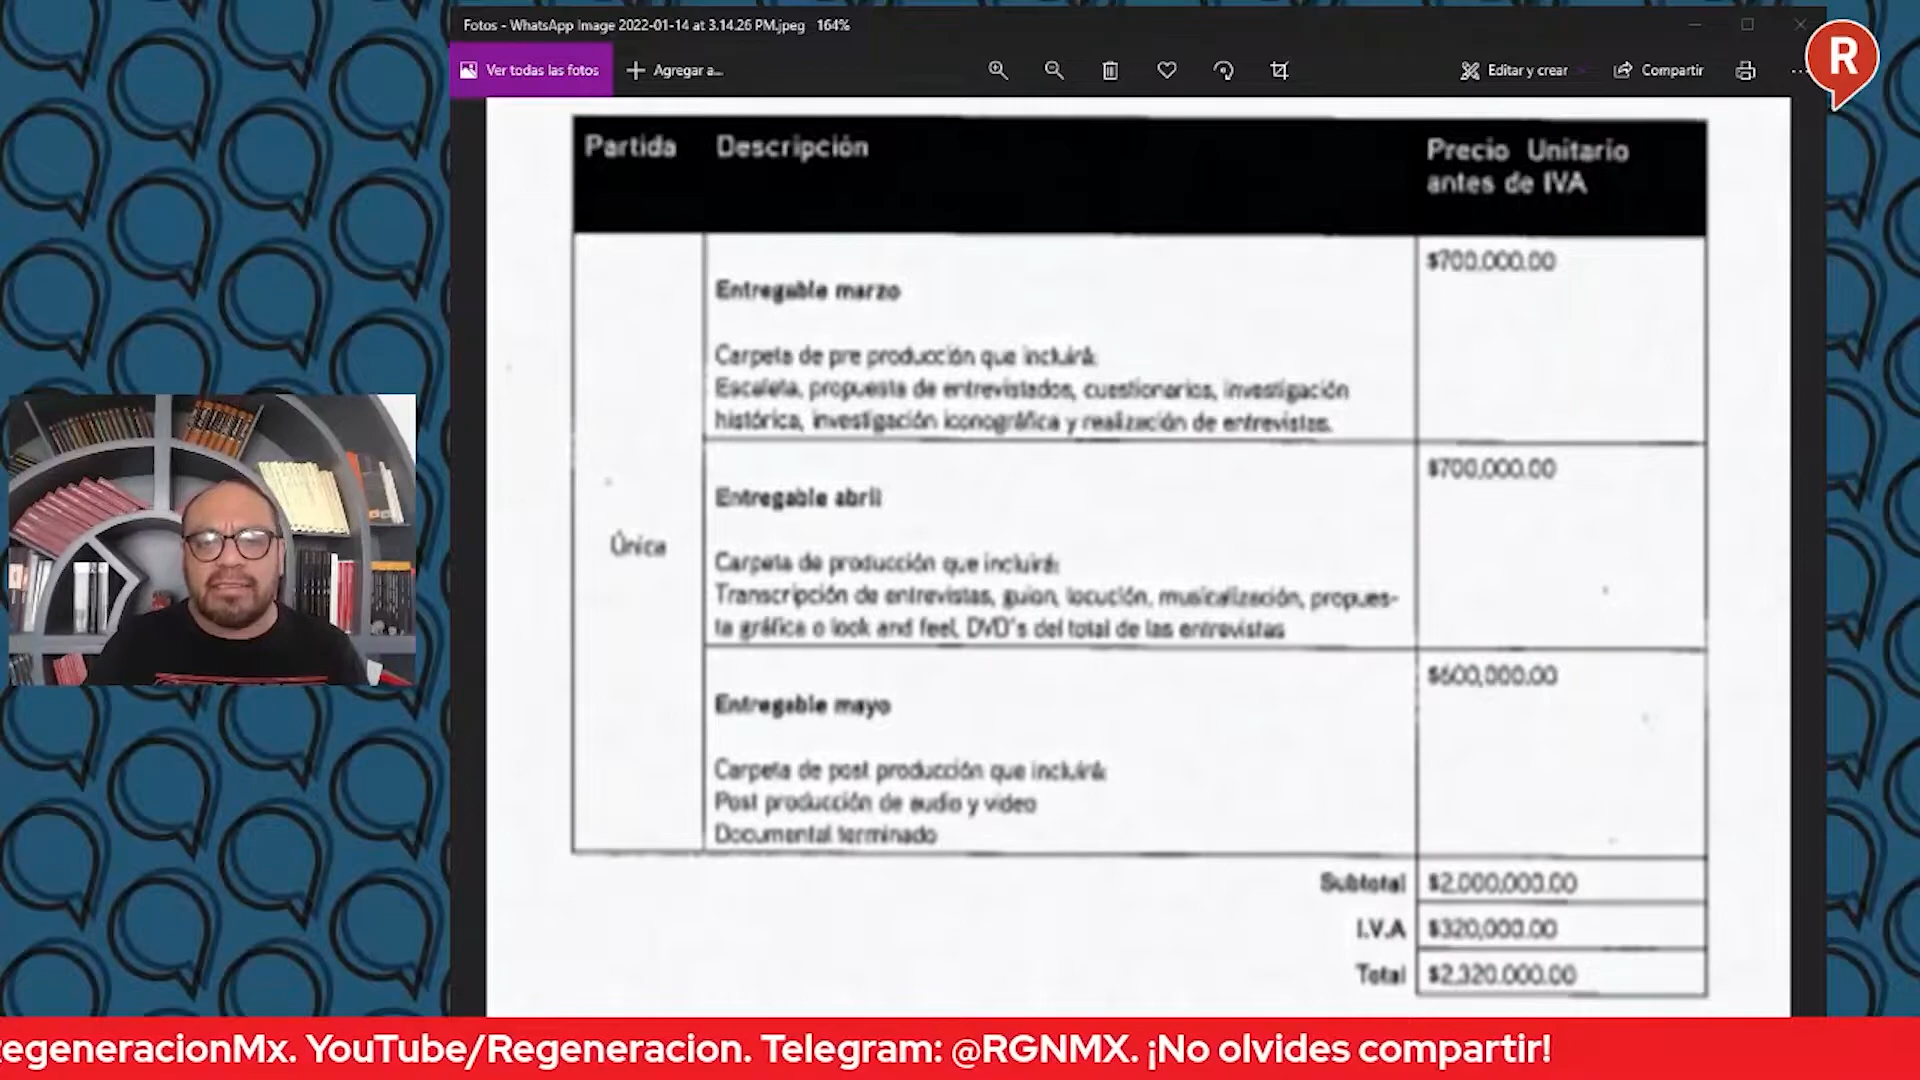 Fotos - WhatsApp Image 2022-01-14 at 3.14.26 PM.jpeg 164%
Ver todas las fotos
Agregar a...
Editar y crear
Compartir
R
Partida Descripción Precio Unitario
antes de IVA
Única
Entregable marzo
$700,000.00
Carpeta de pre producción que incluirá:
Escaleta, propuesta de entrevistados, cuestionarios, investigación
histórica, investigación iconográfica y realización de entrevistas.
Entregable abril
$700,000.00
Carpeta de producción que incluirá:
Transcripción de entrevistas, guion, locución, musicalización, propues-
ta gráfica o look and feel, DVD's del total de las entrevistas
Entregable mayo
$600,000.00
Carpeta de post producción que incluirá:
Post producción de audio y video
Documental terminado
Subtotal $2,000,000.00
I.V.A $320,000.00
Total $2,320,000.00
egeneracionMx. YouTube/Regeneracion. Telegram: @RGNMX. ¡No olvides compartir!